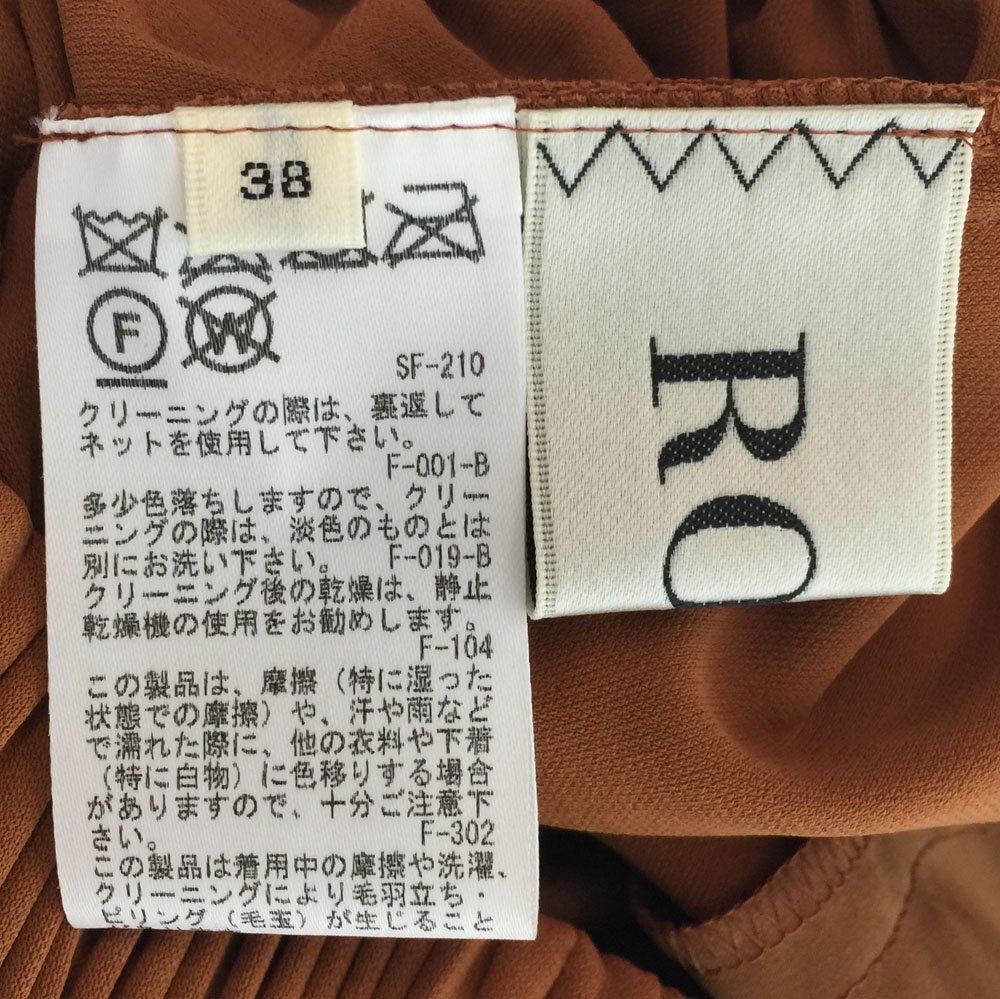 38
F
W
SF-210
クリーニングの際は、裏返して
ネットを使用して下さい。
F-001-B
多少色落ちしますので、クリー
ニングの際は、淡色のものとは
別にお洗い下さい。
F-019-B
クリーニング後の乾燥は、静止
乾燥機の使用をお勧めします。
F-104
この製品は、摩擦（特に湿った
状態での摩擦）や、汗や雨など
で濡れた際に、他の衣料や下着
（特に白物）に色移りする場合
がありますので、十分ご注意下
さい。
F-302
この製品は着用中の摩擦や洗濯、
クリーニングにより毛羽立ち・
ピリング（毛玉）が生じること
RO